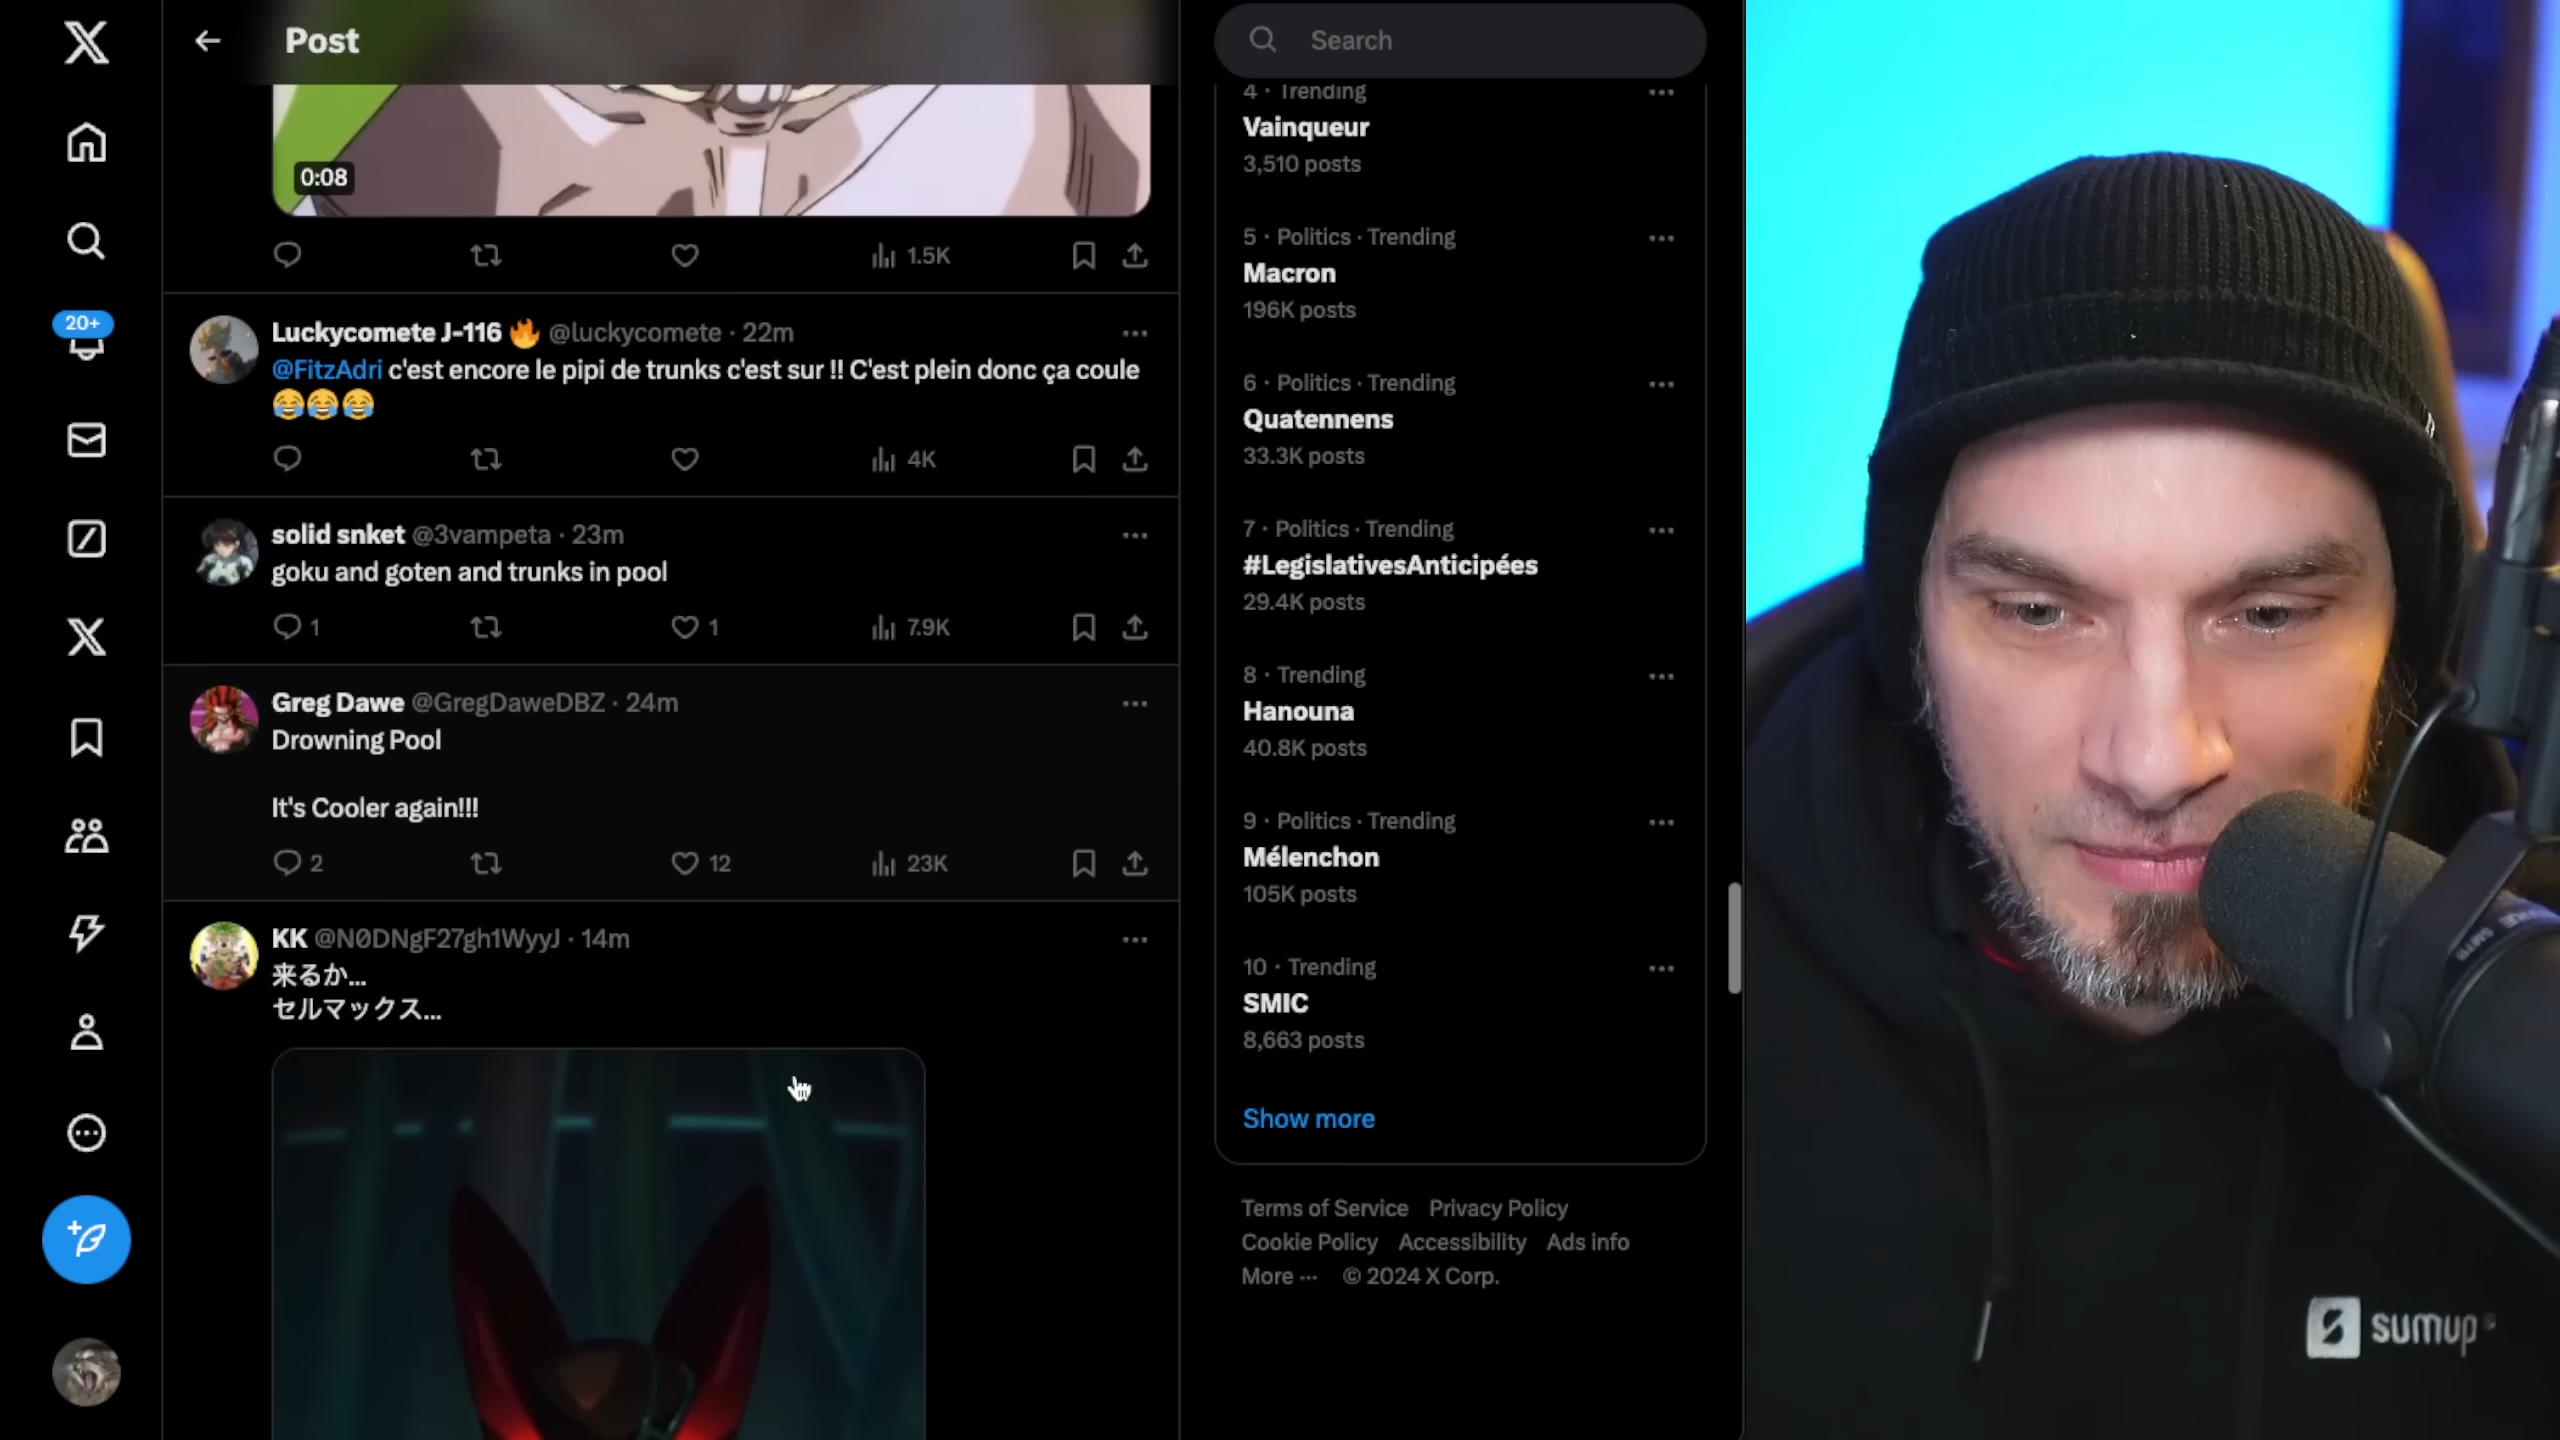 Post
Search
0:08
1.5K
Luckycomete J-116 🔥 @luckycomete · 22m
@FitzAdri c'est encore le pipi de trunks c'est sur !! C'est plein donc ça coule
😂😂😂
4K
solid snket @3vampeta · 23m
goku and goten and trunks in pool
1 1 7.9K
Greg Dawe @GregDaweDBZ · 24m
Drowning Pool
It's Cooler again!!!
2 12 23K
KK @N0DNgF27gh1WyyJ · 14m
来るか...
セルマックス...
20+
4 · Trending
Vainqueur
3,510 posts
5 · Politics · Trending
Macron
196K posts
6 · Politics · Trending
Quatennens
33.3K posts
7 · Politics · Trending
#LegislativesAnticipées
29.4K posts
8 · Trending
Hanouna
40.8K posts
9 · Politics · Trending
Mélenchon
105K posts
10 · Trending
SMIC
8,663 posts
Show more
Terms of Service Privacy Policy
Cookie Policy Accessibility Ads info
More ··· © 2024 X Corp.
sumup